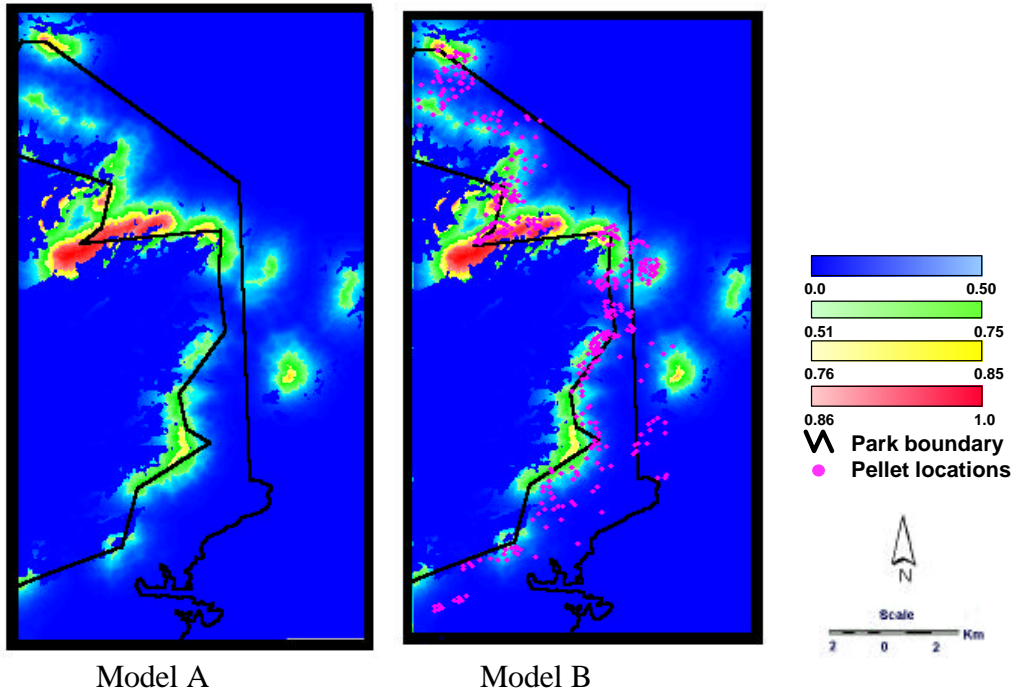 0.0 0.50
0.51 0.75
0.76 0.85
0.86 1.0
Park boundary
Pellet locations
N
Scale
2 0 2 Km
Model A
Model B